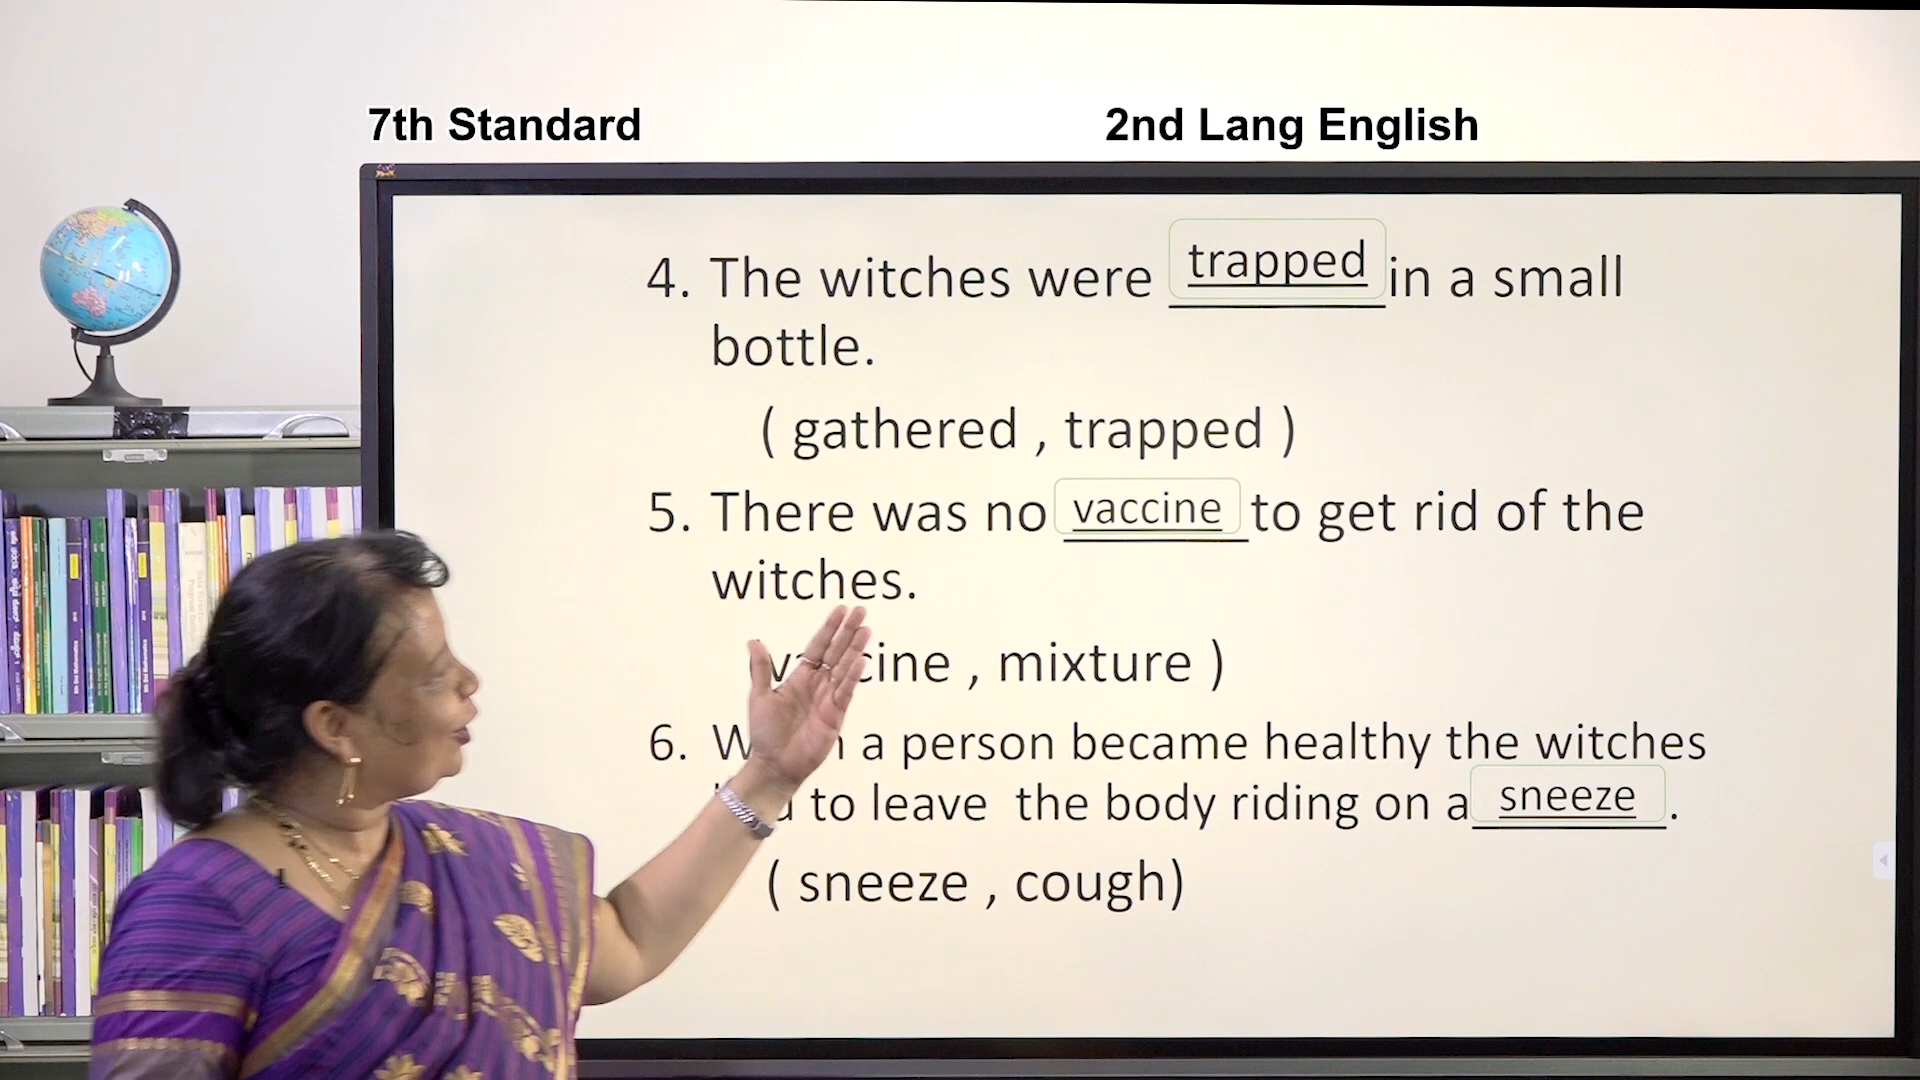 7th Standard
2nd Lang English
4. The witches were trapped in a small
bottle.
( gathered , trapped )
5. There was no vaccine to get rid of the
witches.
, mixture )
6. a person became healthy the witches
to leave the body riding on a sneeze.
( sneeze , cough)